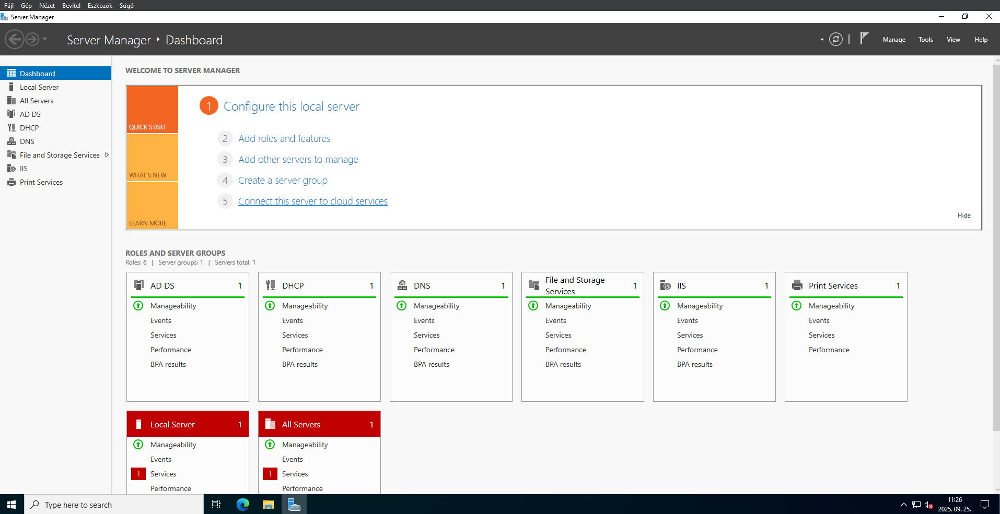 Fájl Gép Nézet Bevitel Eszközök Súgó
Server Manager
Server Manager Dashboard
Manage Tools View Help
Dashboard
Local Server
All Servers
AD DS
DHCP
DNS
File and Storage Services
IIS
Print Services
WELCOME TO SERVER MANAGER
QUICK START
WHAT'S NEW
LEARN MORE
1 Configure this local server
2 Add roles and features
3 Add other servers to manage
4 Create a server group
5 Connect this server to cloud services
Hide
ROLES AND SERVER GROUPS
Roles: 6 | Server groups: 1 | Servers total: 1
AD DS 1
Manageability
Events
Services
Performance
BPA results
DHCP 1
Manageability
Events
Services
Performance
BPA results
DNS 1
Manageability
Events
Services
Performance
BPA results
File and Storage
Services 1
Manageability
Events
Services
Performance
BPA results
IIS 1
Manageability
Events
Services
Performance
BPA results
Print Services 1
Manageability
Events
Services
Performance
Local Server 1
Manageability
Events
1 Services
Performance
All Servers 1
Manageability
Events
1 Services
Performance
Type here to search
11:26
2025. 09. 25.